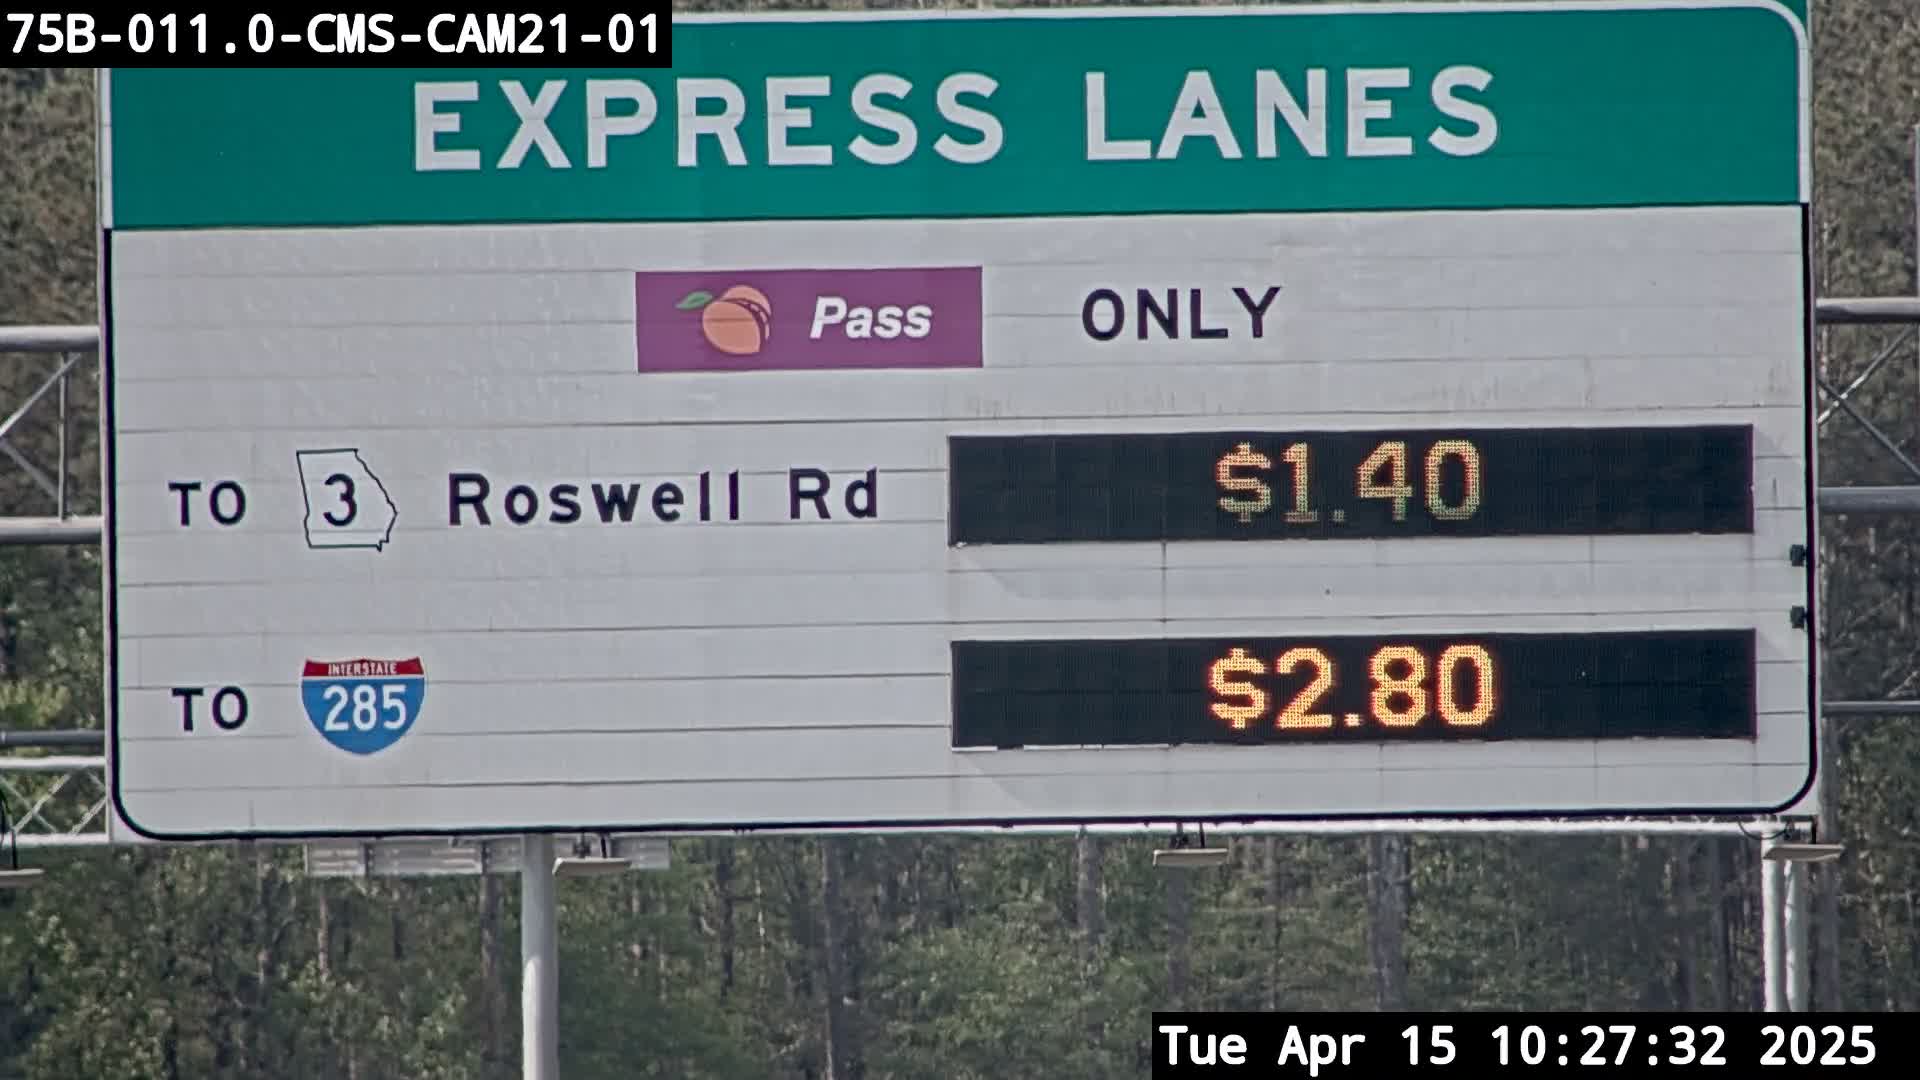 75B-011.0-CMS-CAM21-01
EXPRESS LANES
Pass ONLY
TO 3 Roswell Rd $1.40
INTERSTATE
TO 285 $2.80
Tue Apr 15 10:27:32 2025